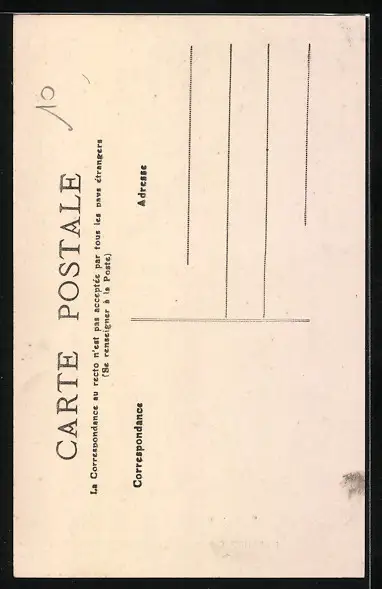 10
CARTE POSTALE
La Correspondance au recto n'est pas acceptée par tous les pays étrangers
(Se renseigner à la Poste)
Correspondance
Adresse